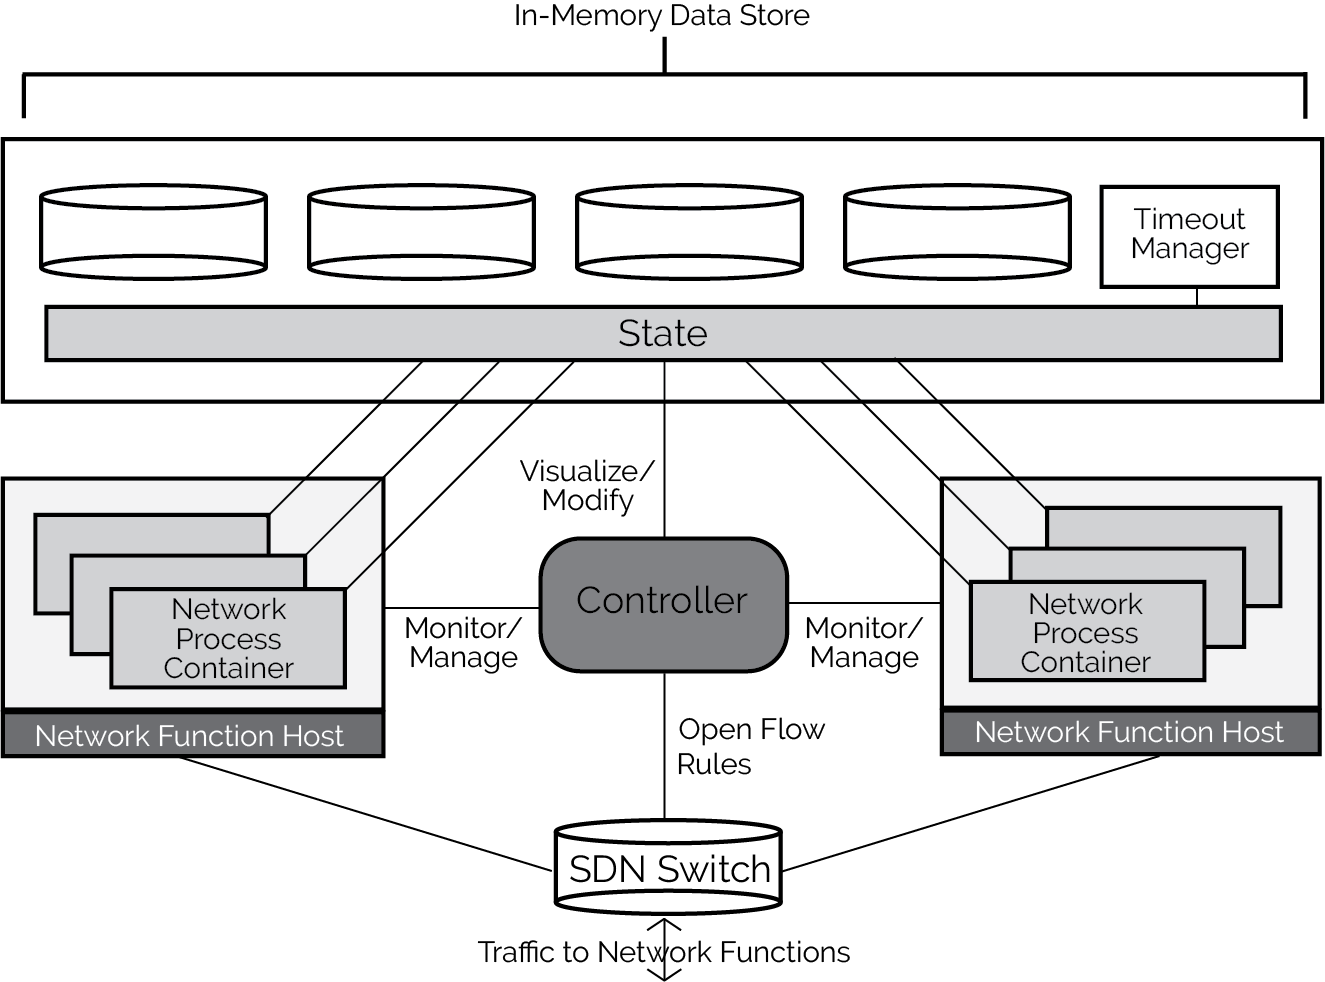 In-Memory Data Store
Timeout
Manager
State
Visualize/
Modify
Controller
Network
Process
Container
Network
Process
Container
Monitor/
Manage
Monitor/
Manage
Network Function Host
Network Function Host
Open Flow
Rules
SDN Switch
Traffic to Network Functions